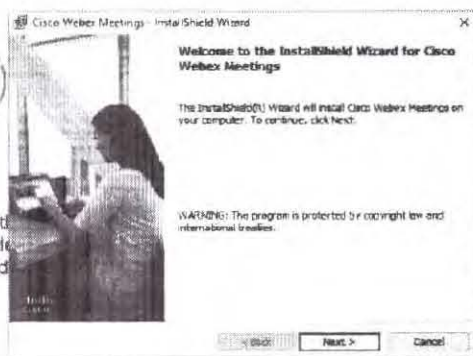 Cisco Webex Meetings - InstallShield Wizard
Welcome to the InstallShield Wizard for Cisco
Webex Meetings
The InstallShield(R) Wizard will install Cisco Webex Meetings on
your computer. To continue, click Next.
WARNING: This program is protected by copyright law and
international treaties.
< Back
Next >
Cancel